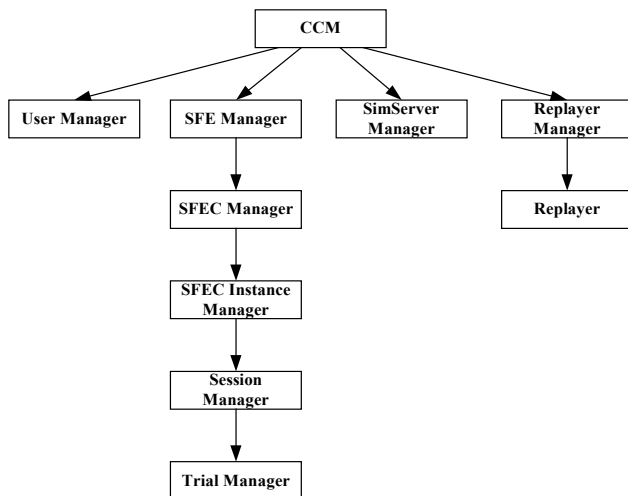 CCM
User Manager
SFE Manager
SimServer
Manager
Replayer
Manager
SFEC Manager
Replayer
SFEC Instance
Manager
Session
Manager
Trial Manager